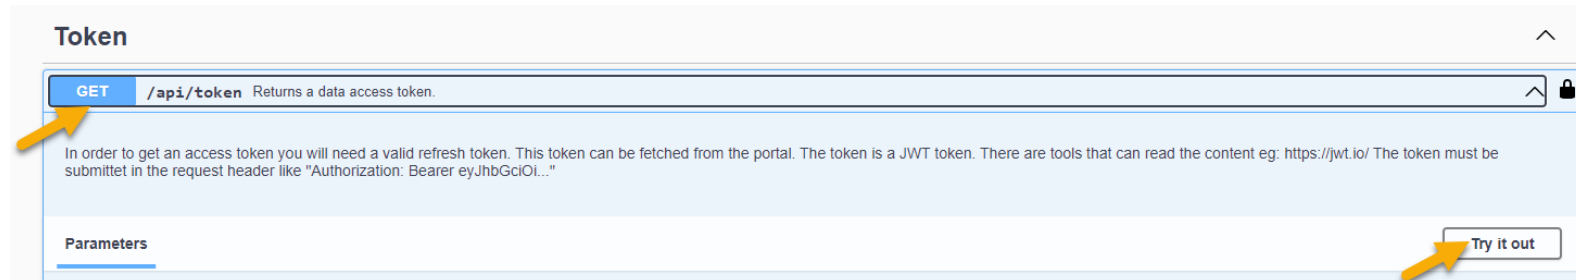 Token
GET /api/token Returns a data access token.
In order to get an access token you will need a valid refresh token. This token can be fetched from the portal. The token is a JWT token. There are tools that can read the content eg: https://jwt.io/ The token must be
submittet in the request header like "Authorization: Bearer eyJhbGciOi..."
Parameters
Try it out